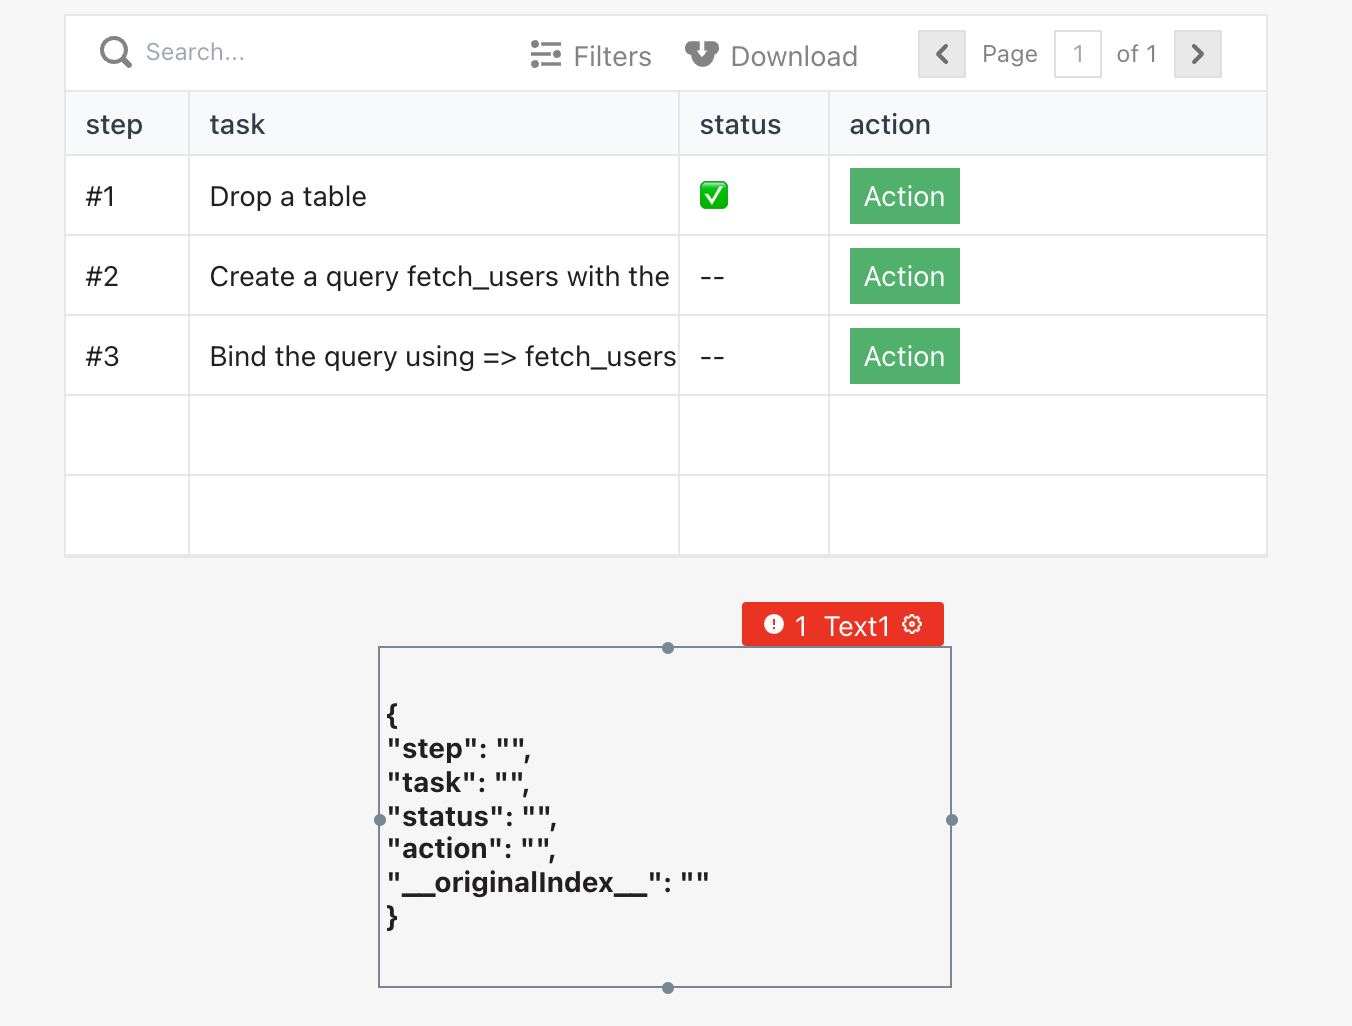 Search... Filters Download Page 1 of 1
step task status action
#1 Drop a table ✅ Action
#2 Create a query fetch_users with the -- Action
#3 Bind the query using => fetch_users -- Action
1 Text1
{
"step": "",
"task": "",
"status": "",
"action": "",
"__originalIndex__": ""
}